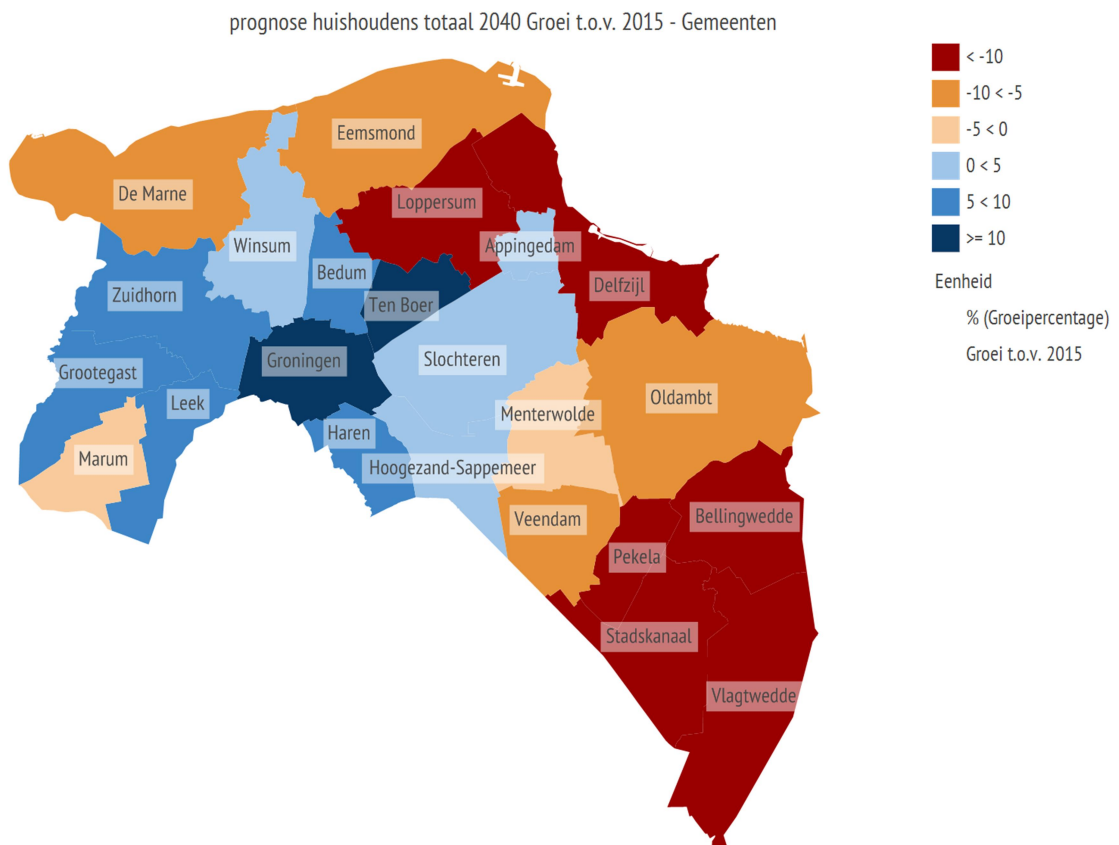 prognose huishoudens totaal 2040 Groei t.o.v. 2015 - Gemeenten
< -10
-10 < -5
-5 < 0
0 < 5
5 < 10
>= 10
Eenheid
% (Groeipercentage)
Groei t.o.v. 2015
Eemsmond
De Marne
Loppersum
Winsum
Appingedam
Bedum
Delfzijl
Zuidhorn
Ten Boer
Slochteren
Groningen
Grootegast
Oldambt
Leek
Menterwolde
Haren
Marum
Hoogezand-Sappemeer
Bellingwedde
Veendam
Pekela
Stadskanaal
Vlagtwedde